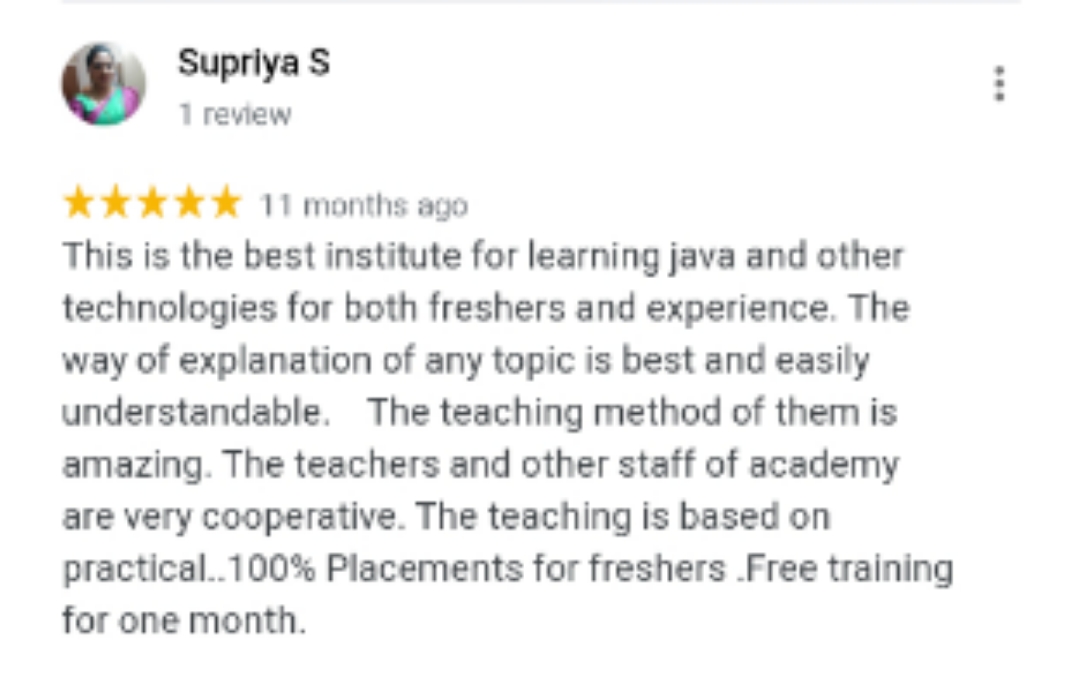 Supriya S
1 review
11 months ago
This is the best institute for learning java and other
technologies for both freshers and experience. The
way of explanation of any topic is best and easily
understandable.    The teaching method of them is
amazing. The teachers and other staff of academy
are very cooperative. The teaching is based on
practical..100% Placements for freshers .Free training
for one month.